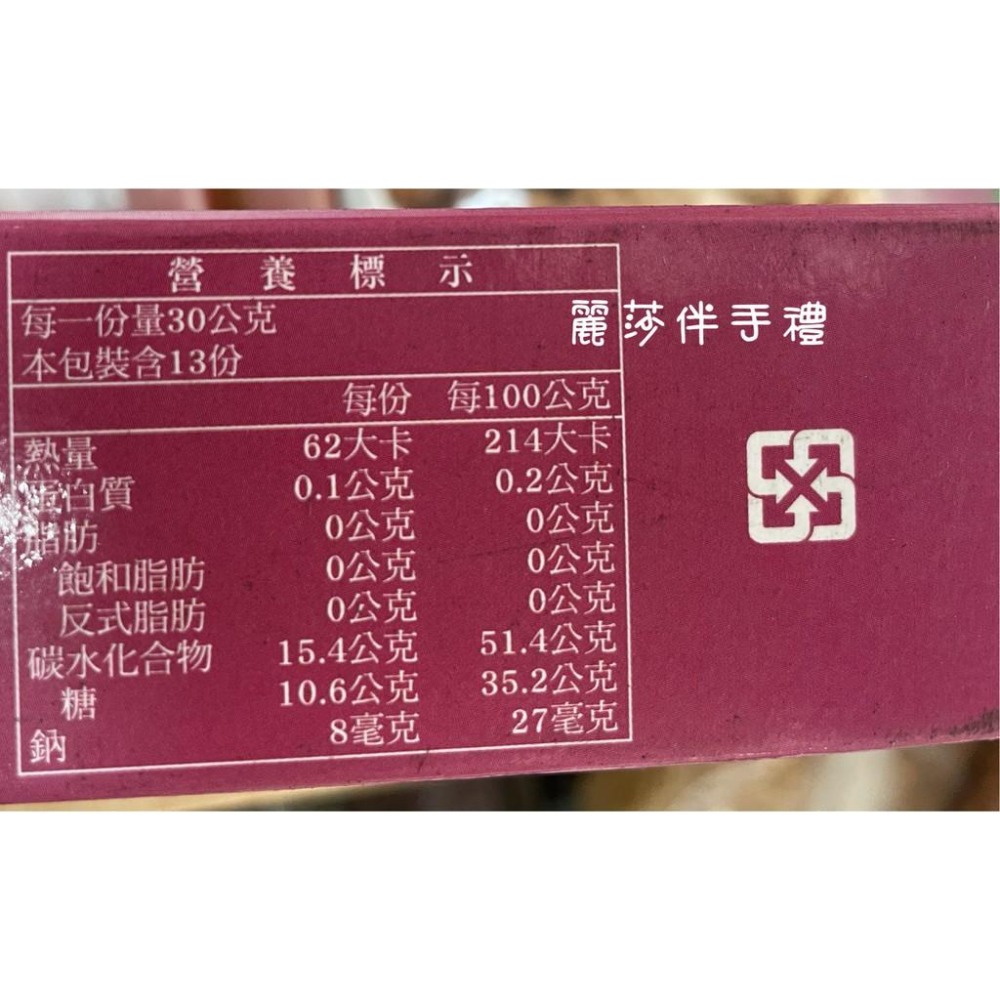 營養標示
每一份量30公克
本包裝含13份
每份 每100公克
熱量 62大卡 214大卡
蛋白質 0.1公克 0.2公克
脂肪 0公克 0公克
飽和脂肪 0公克 0公克
反式脂肪 0公克 0公克
碳水化合物 15.4公克 51.4公克
糖 10.6公克 35.2公克
鈉 8毫克 27毫克
麗莎伴手禮